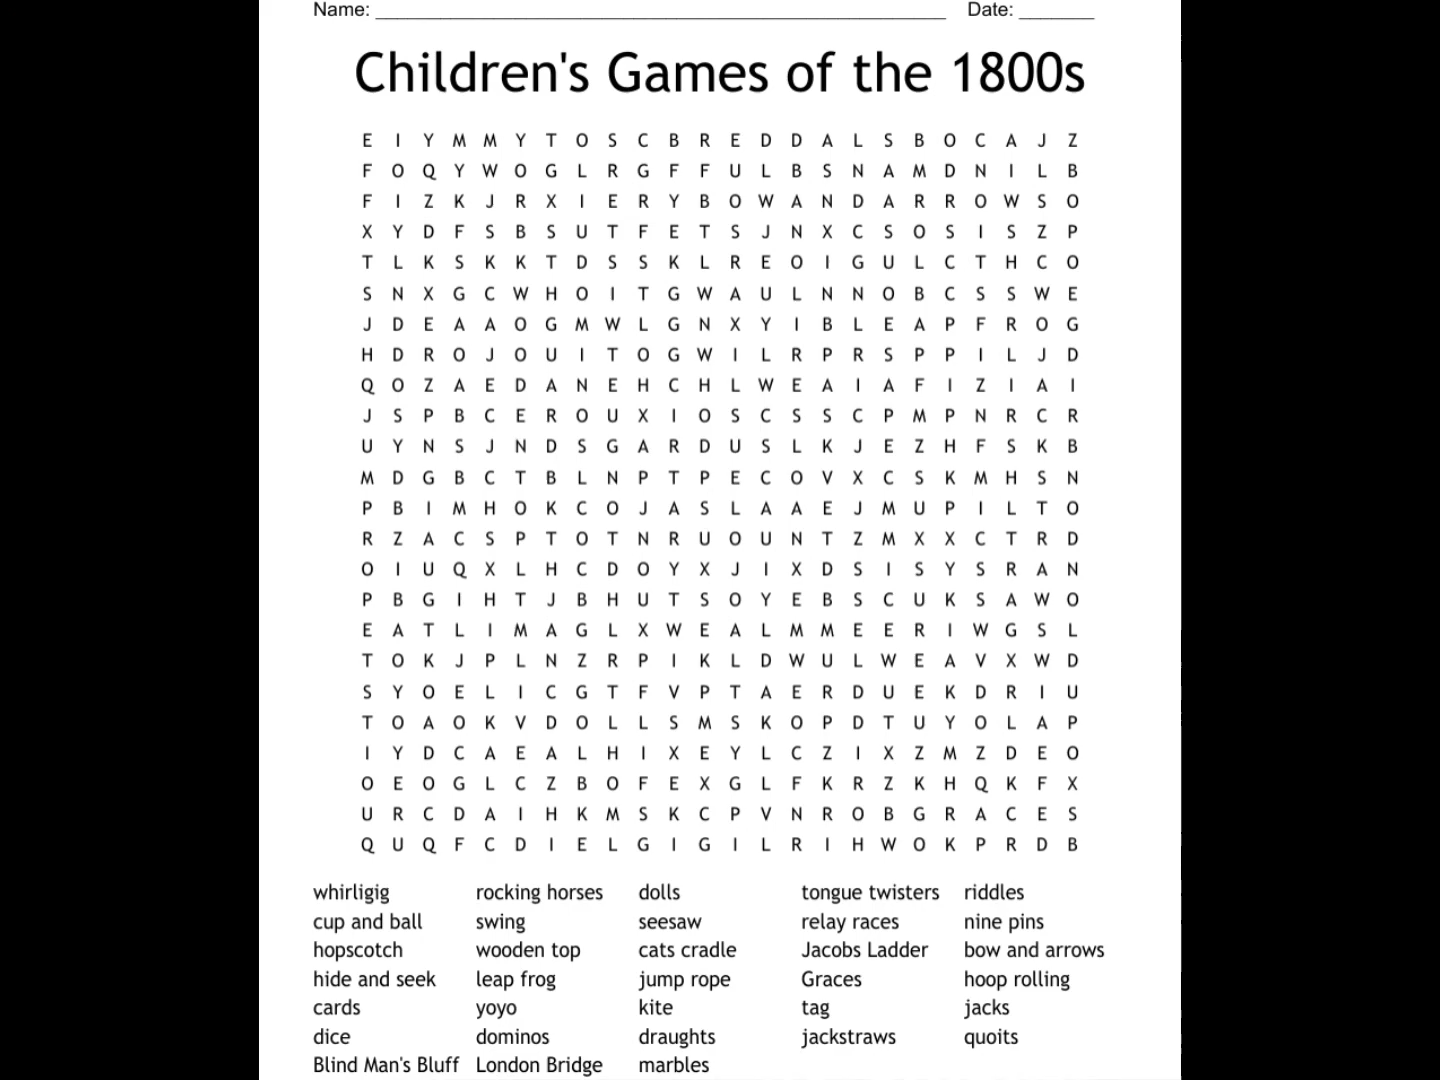 Name: _____________________________________________ Date: _______
Children's Games of the 1800s
E I Y M M Y T O S C B R E D D A L S B O C A J Z
F O Q Y W O G L R G F F U L B S N A M D N I L B
F I Z K J R X I E R Y B O W A N D A R R O W S O
X Y D F S B S U T F E T S J N X C S O S I S Z P
T L K S K K T D S S K L R E O I G U L C T H C O
S N X G C W H O I T G W A U L N N O B C S S W E
J D E A A O G M W L G N X Y I B L E A P F R O G
H D R O J O U I T O G W I L R P R S P P I L J D
Q O Z A E D A N E H C H L W E A I A F I Z I A I
J S P B C E R O U X I O S C S S C P M P N R C R
U Y N S J N D S G A R D U S L K J E Z H F S K B
M D G B C T B L N P T P E C O V X C S K M H S N
P B I M H O K C O J A S L A A E J M U P I L T O
R Z A C S P T O T N R U O U N T Z M X X C T R D
O I U Q X L H C D O Y X J I X D S I S Y S R A N
P B G I H T J B H U T S O Y E B S C U K S A W O
E A T L I M A G L X W E A L M M E E R I W G S L
T O K J P L N Z R P I K L D W U L W E A V X W D
S Y O E L I C G T F V P T A E R D U E K D R I U
T O A O K V D O L L S M S K O P D T U Y O L A P
I Y D C A E A L H I X E Y L C Z I X Z M Z D E O
O E O G L C Z B O F E X G L F K R Z K H Q K F X
U R C D A I H K M S K C P V N R O B G R A C E S
Q U Q F C D I E L G I G I L R I H W O K P R D B
whirligig rocking horses dolls tongue twisters riddles
cup and ball swing seesaw relay races nine pins
hopscotch wooden top cats cradle Jacobs Ladder bow and arrows
hide and seek leap frog jump rope Graces hoop rolling
cards yoyo kite tag jacks
dice dominos draughts jackstraws quoits
Blind Man's Bluff London Bridge marbles